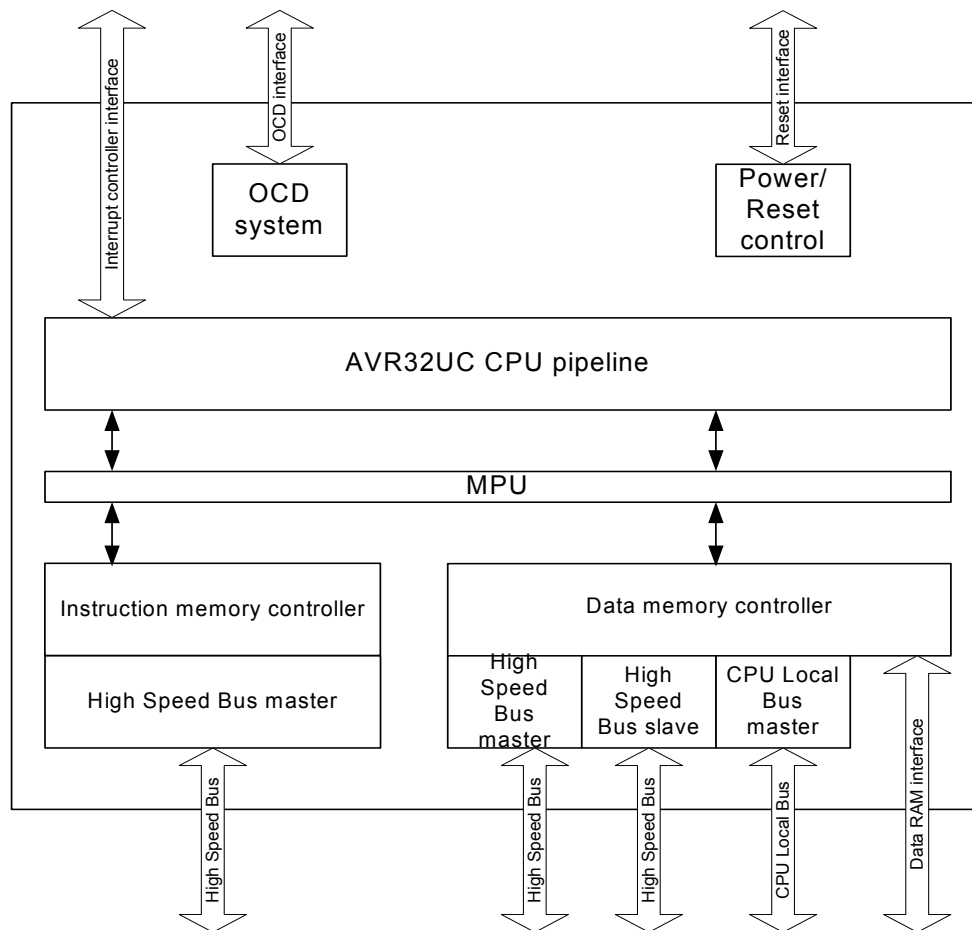 Interrupt controller interface
OCD interface
Reset interface
OCD
system
Power/
Reset
control
AVR32UC CPU pipeline
MPU
Instruction memory controller
High Speed Bus master
Data memory controller
High
Speed
Bus
master
High
Speed
Bus slave
CPU Local
Bus
master
High Speed Bus
High Speed Bus
High Speed Bus
CPU Local Bus
Data RAM interface